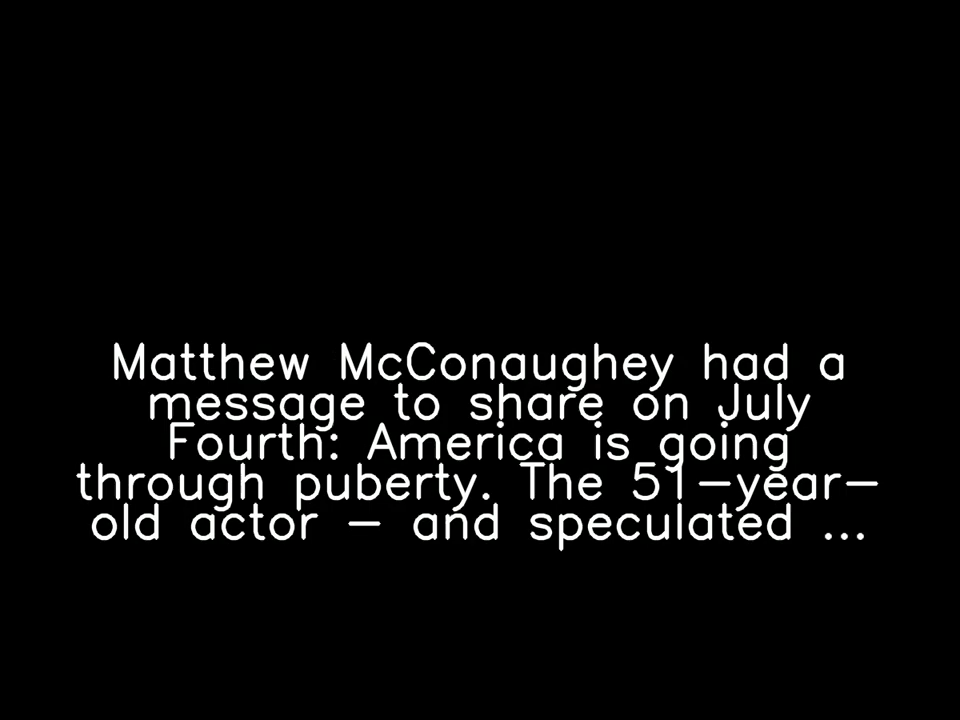 Matthew McConaughey had a
message to share on July
Fourth: America is going
through puberty. The 51-year-
old actor - and speculated ...